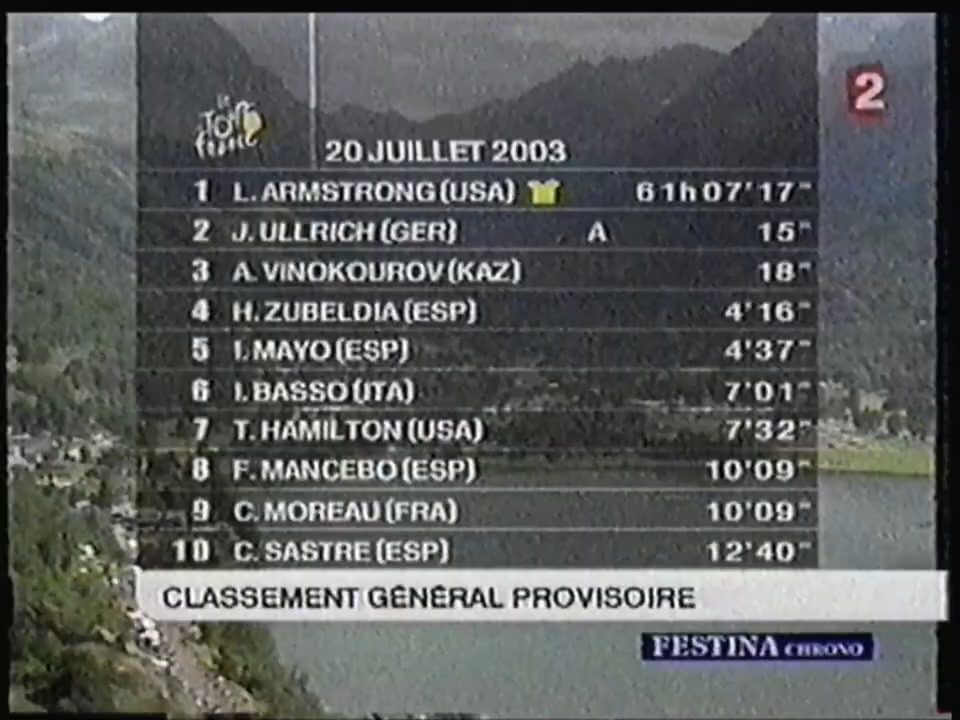 2
le
TOUR
de
FRANCE
20 JUILLET 2003
1 L. ARMSTRONG (USA) 61h 07' 17"
2 J. ULLRICH (GER) A 15"
3 A. VINOKOUROV (KAZ) 18"
4 H. ZUBELDIA (ESP) 4' 16"
5 I. MAYO (ESP) 4'37"
6 I. BASSO (ITA) 7'01"
7 T. HAMILTON (USA) 7'32"
8 F. MANCEBO (ESP) 10'09"
9 C. MOREAU (FRA) 10'09"
10 C. SASTRE (ESP) 12'40"
CLASSEMENT GÉNÉRAL PROVISOIRE
FESTINA CHRONO